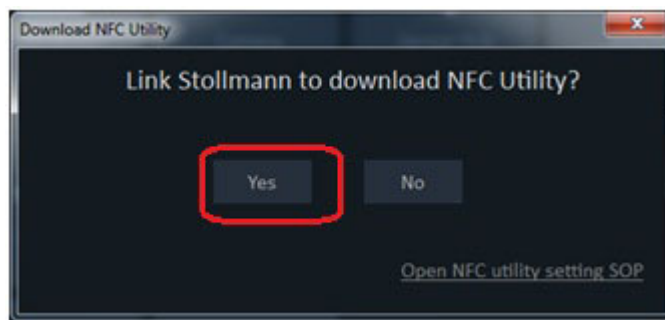 Download NFC Utility
Link Stollmann to download NFC Utility?
Yes
No
Open NFC utility setting SOP